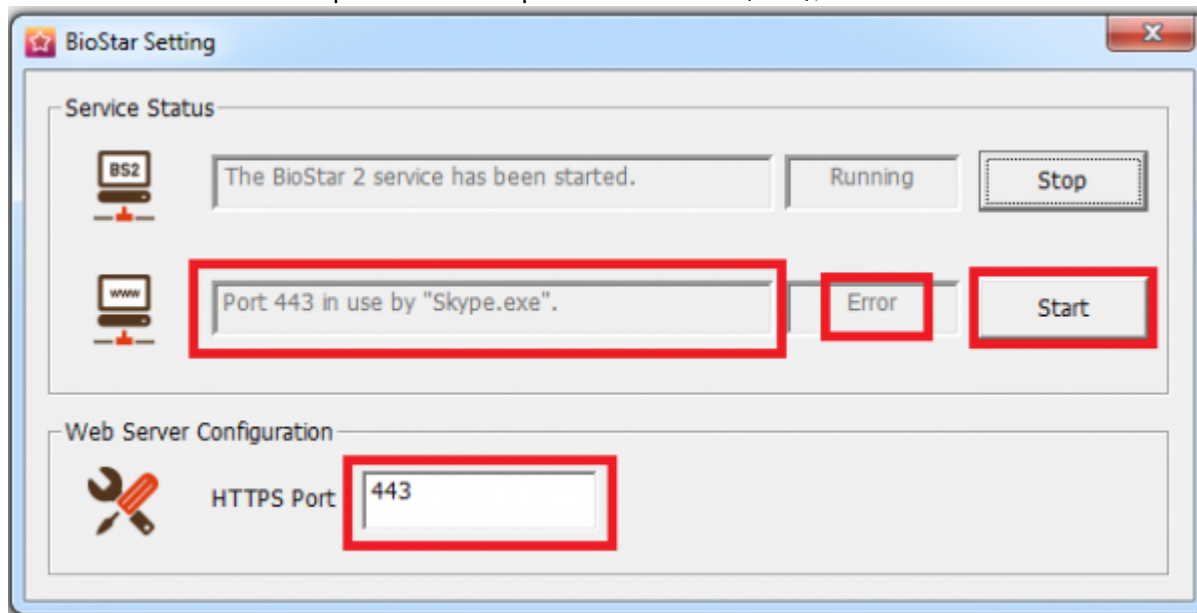 BioStar Setting
Service Status
BS2
The BioStar 2 service has been started.
Running
Stop
www
Port 443 in use by "Skype.exe".
Error
Start
Web Server Configuration
HTTPS Port
443